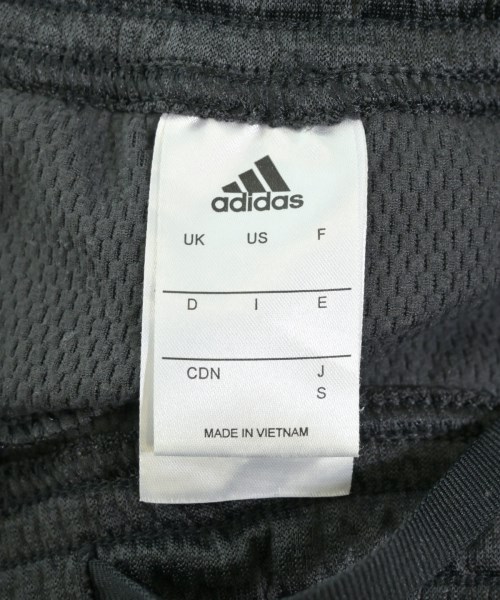 adidas
UK US F
D I E
CDN J
S
MADE IN VIETNAM